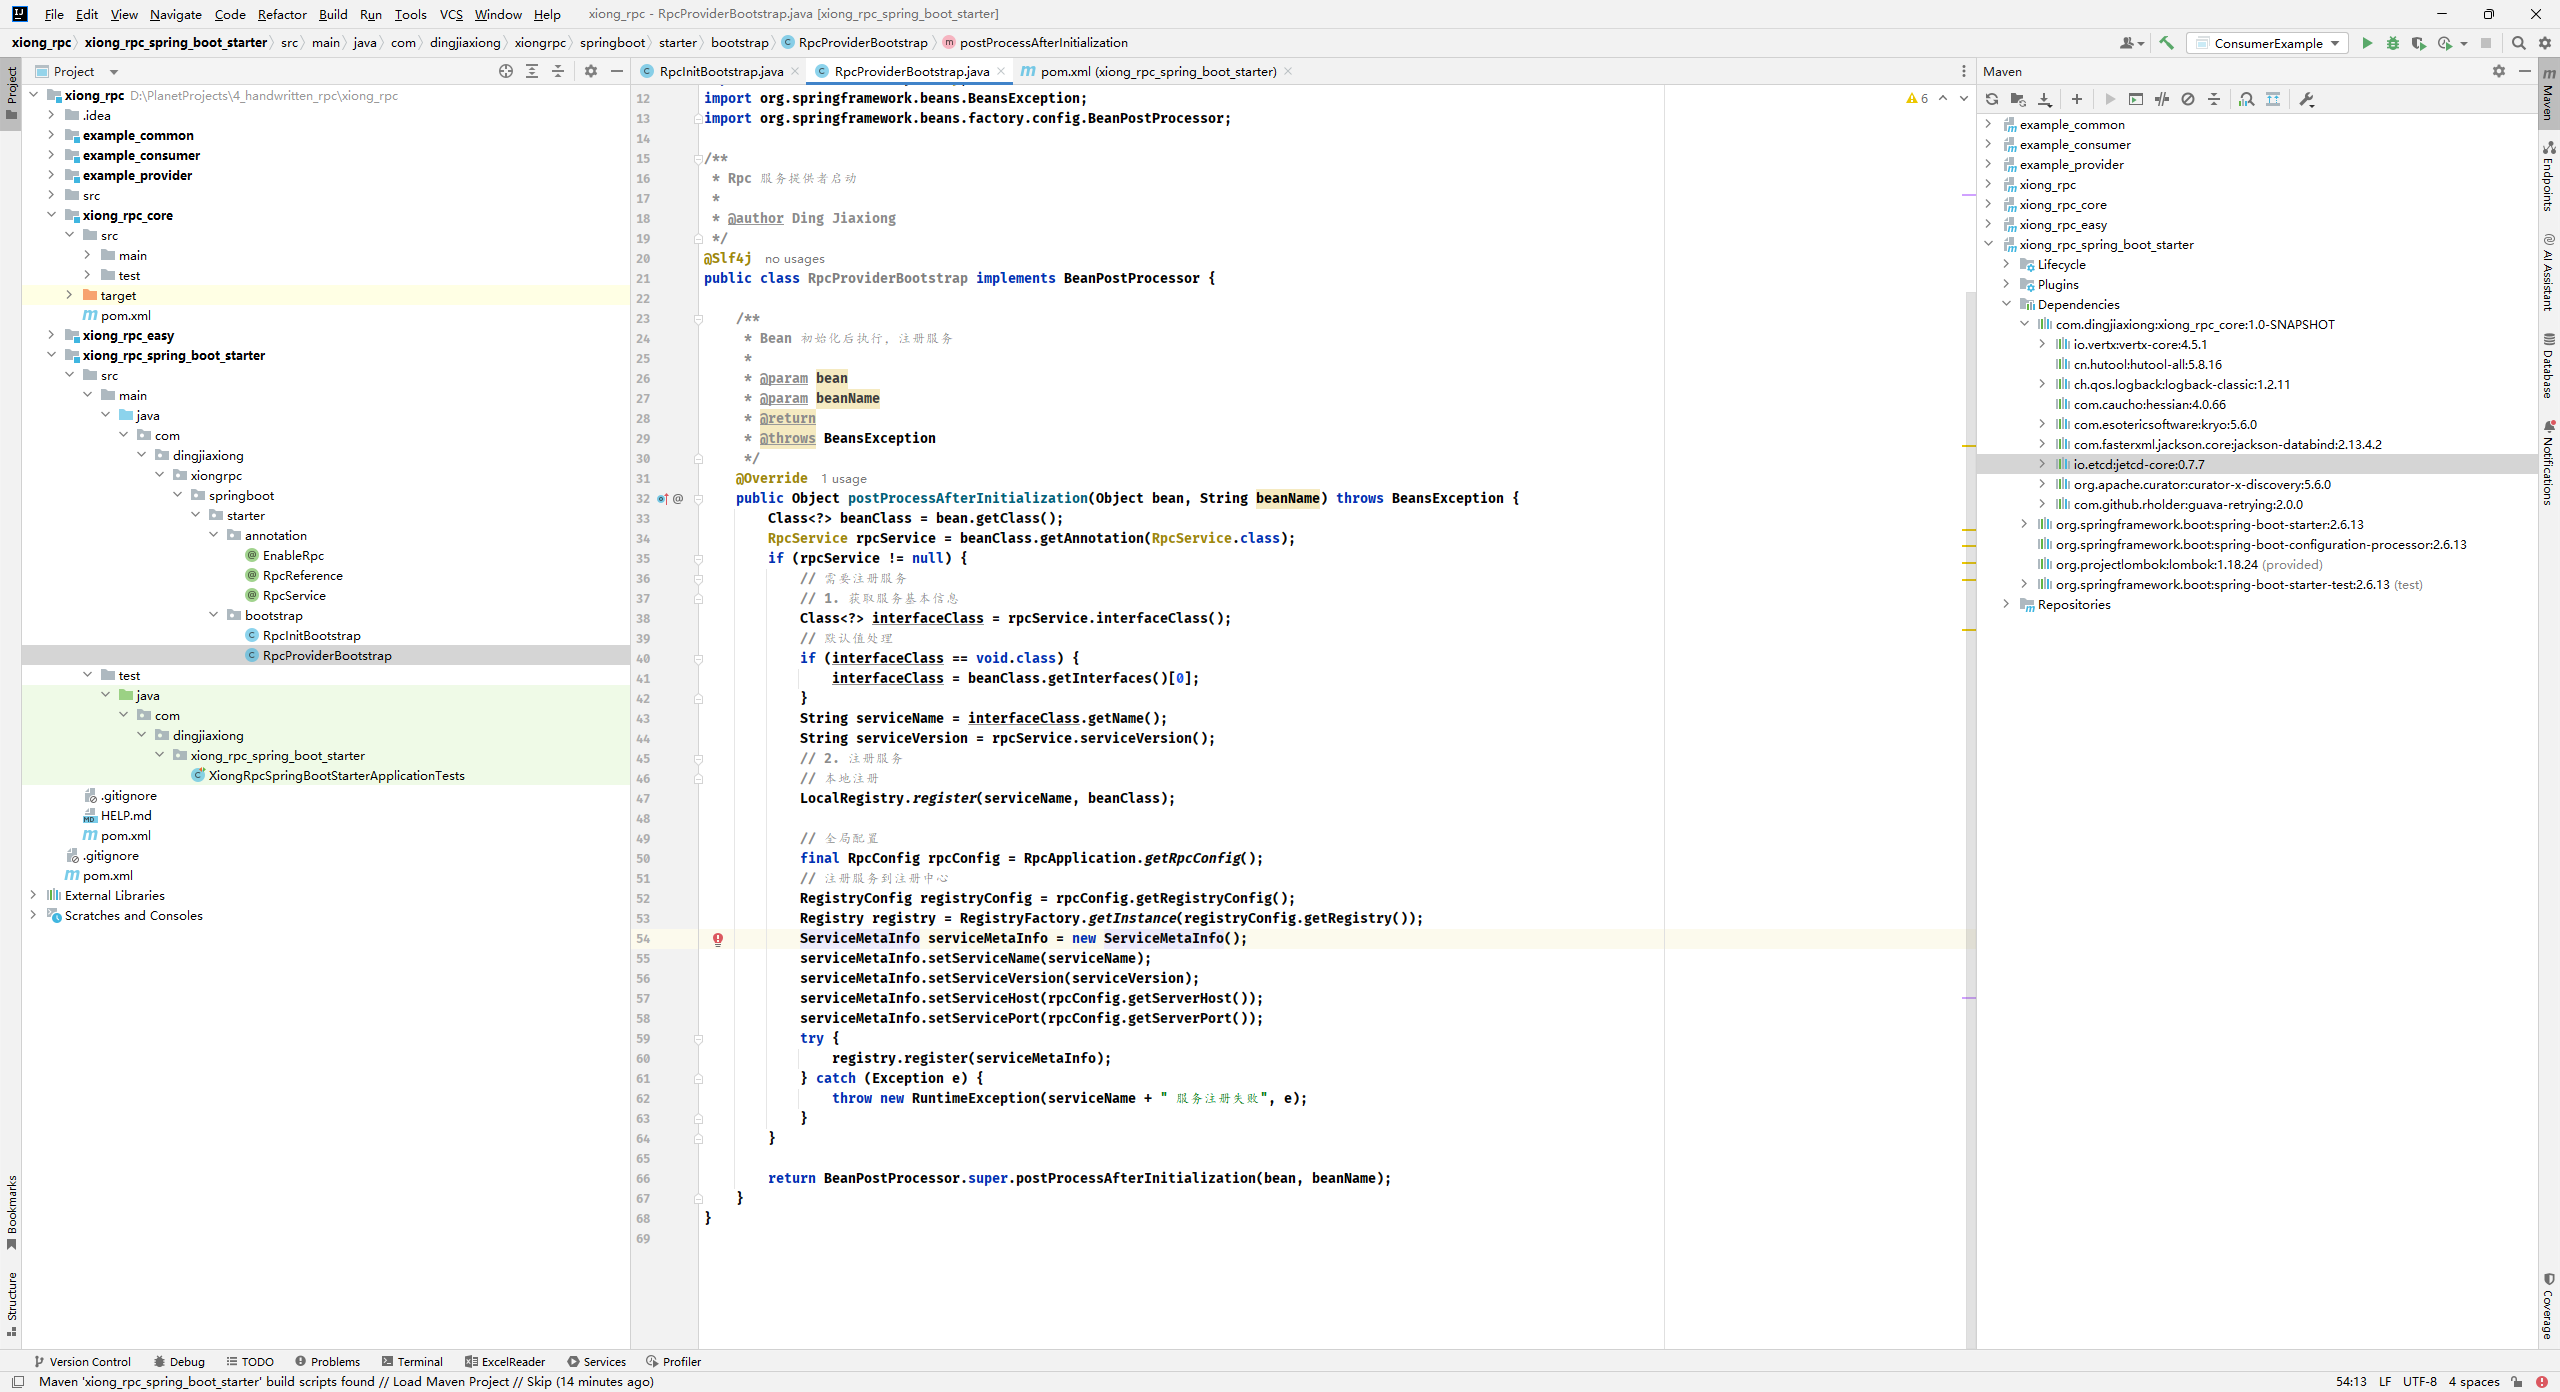 File Edit View Navigate Code Refactor Build Run Tools VCS Window Help xiong_rpc - RpcProviderBootstrap.java [xiong_rpc_spring_boot_starter]
xiong_rpc xiong_rpc_spring_boot_starter src main java com dingjiaxiong xiongrpc springboot starter bootstrap RpcProviderBootstrap postProcessAfterInitialization ConsumerExample
Project
Bookmarks
Structure
Project
xiong_rpc D:\PlanetProjects\4_handwritten_rpc\xiong_rpc
.idea
example_common
example_consumer
example_provider
src
xiong_rpc_core
src
main
test
target
pom.xml
xiong_rpc_easy
xiong_rpc_spring_boot_starter
src
main
java
com
dingjiaxiong
xiongrpc
springboot
starter
annotation
EnableRpc
RpcReference
RpcService
bootstrap
RpcInitBootstrap
RpcProviderBootstrap
test
java
com
dingjiaxiong
xiong_rpc_spring_boot_starter
XiongRpcSpringBootStarterApplicationTests
.gitignore
HELP.md
pom.xml
.gitignore
pom.xml
External Libraries
Scratches and Consoles
RpcInitBootstrap.java RpcProviderBootstrap.java pom.xml (xiong_rpc_spring_boot_starter)
6
12 import org.springframework.beans.BeansException;
13 import org.springframework.beans.factory.config.BeanPostProcessor;
14
15 /**
16 * Rpc 服务提供者启动
17 *
18 * @author Ding Jiaxiong
19 */
20 @Slf4j no usages
21 public class RpcProviderBootstrap implements BeanPostProcessor {
22
23 /**
24 * Bean 初始化后执行，注册服务
25 *
26 * @param bean
27 * @param beanName
28 * @return
29 * @throws BeansException
30 */
31 @Override 1 usage
32 public Object postProcessAfterInitialization(Object bean, String beanName) throws BeansException {
33 Class<?> beanClass = bean.getClass();
34 RpcService rpcService = beanClass.getAnnotation(RpcService.class);
35 if (rpcService != null) {
36 // 需要注册服务
37 // 1. 获取服务基本信息
38 Class<?> interfaceClass = rpcService.interfaceClass();
39 // 默认值处理
40 if (interfaceClass == void.class) {
41 interfaceClass = beanClass.getInterfaces()[0];
42 }
43 String serviceName = interfaceClass.getName();
44 String serviceVersion = rpcService.serviceVersion();
45 // 2. 注册服务
46 // 本地注册
47 LocalRegistry.register(serviceName, beanClass);
48
49 // 全局配置
50 final RpcConfig rpcConfig = RpcApplication.getRpcConfig();
51 // 注册服务到注册中心
52 RegistryConfig registryConfig = rpcConfig.getRegistryConfig();
53 Registry registry = RegistryFactory.getInstance(registryConfig.getRegistry());
54 ServiceMetaInfo serviceMetaInfo = new ServiceMetaInfo();
55 serviceMetaInfo.setServiceName(serviceName);
56 serviceMetaInfo.setServiceVersion(serviceVersion);
57 serviceMetaInfo.setServiceHost(rpcConfig.getServerHost());
58 serviceMetaInfo.setServicePort(rpcConfig.getServerPort());
59 try {
60 registry.register(serviceMetaInfo);
61 } catch (Exception e) {
62 throw new RuntimeException(serviceName + " 服务注册失败", e);
63 }
64 }
65
66 return BeanPostProcessor.super.postProcessAfterInitialization(bean, beanName);
67 }
68 }
69
Maven
example_common
example_consumer
example_provider
xiong_rpc
xiong_rpc_core
xiong_rpc_easy
xiong_rpc_spring_boot_starter
Lifecycle
Plugins
Dependencies
com.dingjiaxiong:xiong_rpc_core:1.0-SNAPSHOT
io.vertx:vertx-core:4.5.1
cn.hutool:hutool-all:5.8.16
ch.qos.logback:logback-classic:1.2.11
com.caucho:hessian:4.0.66
com.esotericsoftware:kryo:5.6.0
com.fasterxml.jackson.core:jackson-databind:2.13.4.2
io.etcd:jetcd-core:0.7.7
org.apache.curator:curator-x-discovery:5.6.0
com.github.rholder:guava-retrying:2.0.0
org.springframework.boot:spring-boot-starter:2.6.13
org.springframework.boot:spring-boot-configuration-processor:2.6.13
org.projectlombok:lombok:1.18.24 (provided)
org.springframework.boot:spring-boot-starter-test:2.6.13 (test)
Repositories
Maven
Endpoints
AI Assistant
Database
Notifications
Coverage
Version Control Debug TODO Problems Terminal ExcelReader Services Profiler
Maven 'xiong_rpc_spring_boot_starter' build scripts found // Load Maven Project // Skip (14 minutes ago) 54:13 LF UTF-8 4 spaces